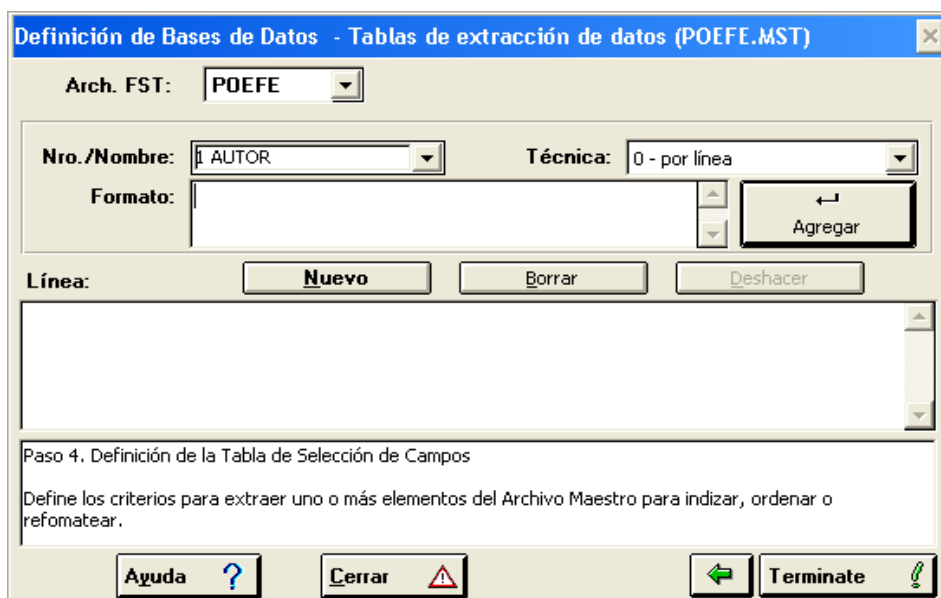 Definición de Bases de Datos - Tablas de extracción de datos (POEFE.MST)
Arch. FST: POEFE
Nro./Nombre: 1 AUTOR Técnica: 0 - por línea
Formato:
Agregar
Línea: Nuevo Borrar Deshacer
Paso 4. Definición de la Tabla de Selección de Campos
Define los criterios para extraer uno o más elementos del Archivo Maestro para indizar, ordenar o
refomatear.
Ayuda ? Cerrar Terminate